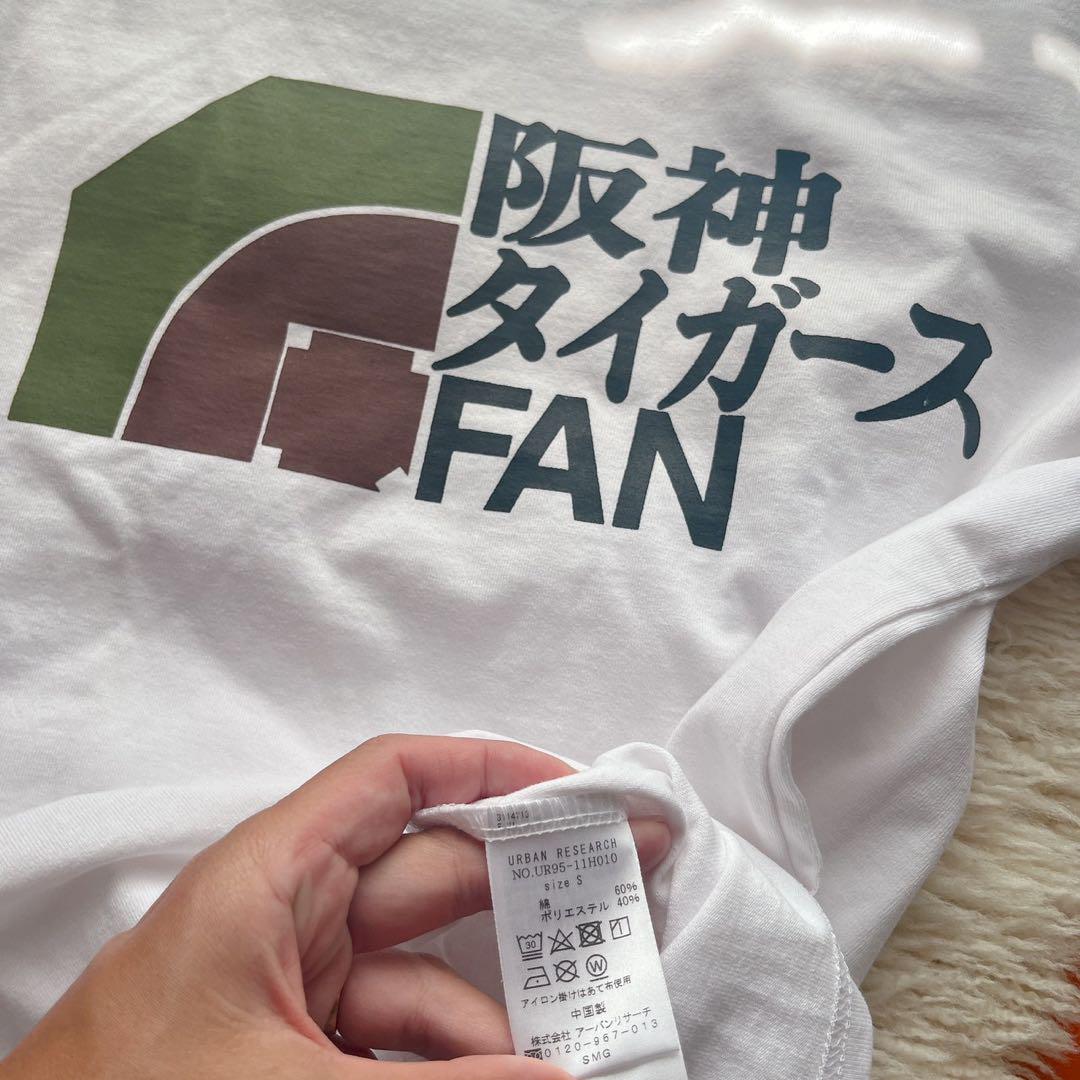 阪神
タイガース
FAN
URBAN RESEARCH
NO.UR95-11H010
size S
綿 60%
ポリエステル 40%
30
アイロン掛けはあて布使用
中国製
株式会社 アーバンリサーチ
0120-967-013
SMG